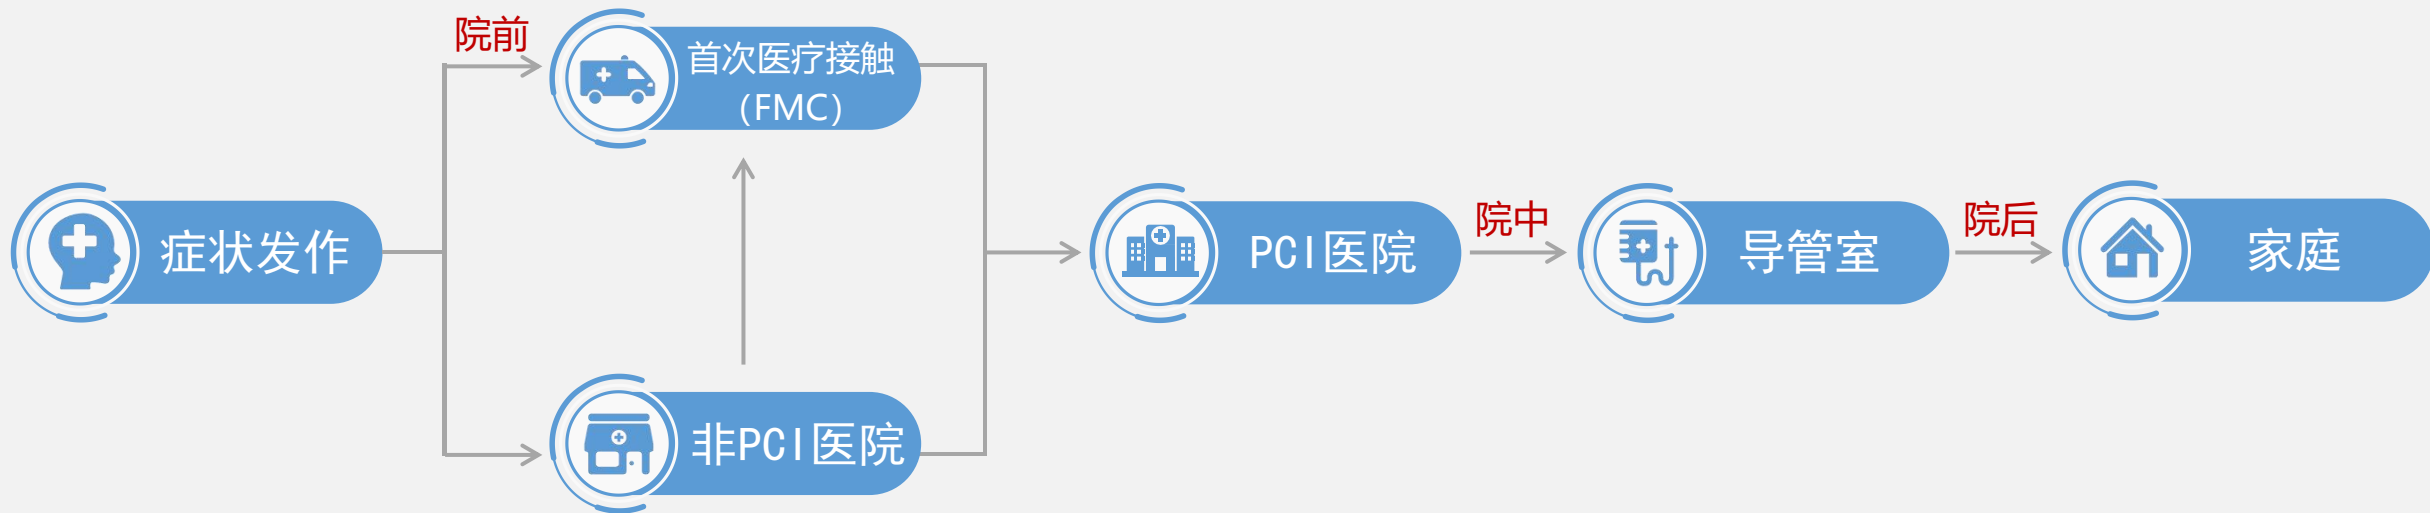 院前
首次医疗接触
（FMC）
症状发作
PCI医院
院中
导管室
院后
家庭
非PCI医院